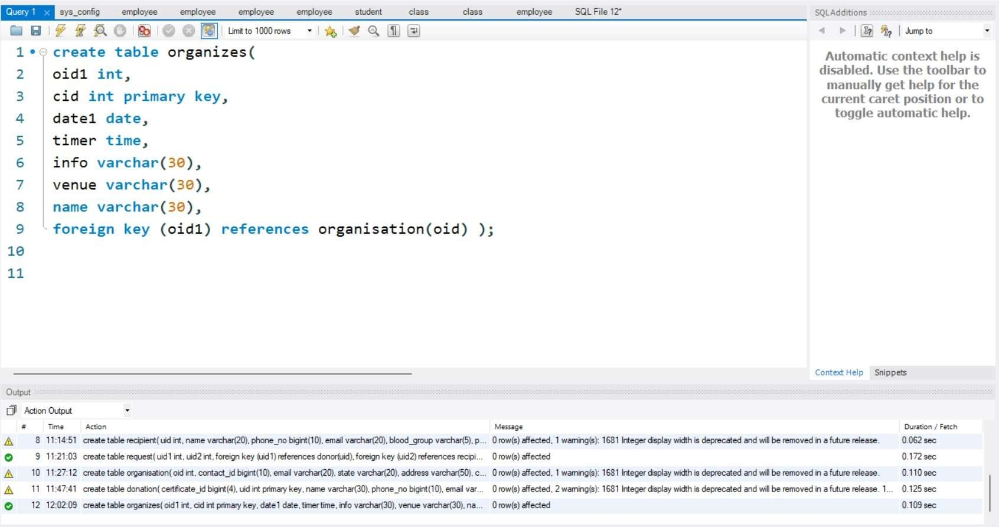 Query 1 sys_config employee employee employee employee student class class employee SQL File 12*
SQLAdditions
Limit to 1000 rows
Jump to
1 create table organizes(
2 oid1 int,
3 cid int primary key,
4 date1 date,
5 timer time,
6 info varchar(30),
7 venue varchar(30),
8 name varchar(30),
9 foreign key (oid1) references organisation(oid) );
10
11
Automatic context help is
disabled. Use the toolbar to
manually get help for the
current caret position or to
toggle automatic help.
Context Help Snippets
Output
Action Output
# Time Action Message Duration / Fetch
8 11:14:51 create table recipient( uid int, name varchar(20), phone_no bigint(10), email varchar(20), blood_group varchar(5), p... 0 row(s) affected, 1 warning(s): 1681 Integer display width is deprecated and will be removed in a future release. 0.062 sec
9 11:21:03 create table request( uid1 int, uid2 int, foreign key (uid1) references donor(uid), foreign key (uid2) references recipi... 0 row(s) affected 0.172 sec
10 11:27:12 create table organisation( oid int, contact_id bigint(10), email varchar(20), state varchar(20), address varchar(50), c... 0 row(s) affected, 1 warning(s): 1681 Integer display width is deprecated and will be removed in a future release. 0.110 sec
11 11:47:41 create table donation( certificate_id bigint(4), uid int primary key, name varchar(30), phone_no bigint(10), email var... 0 row(s) affected, 2 warning(s): 1681 Integer display width is deprecated and will be removed in a future release. 1... 0.125 sec
12 12:02:09 create table organizes( oid1 int, cid int primary key, date1 date, timer time, info varchar(30), venue varchar(30), na... 0 row(s) affected 0.109 sec